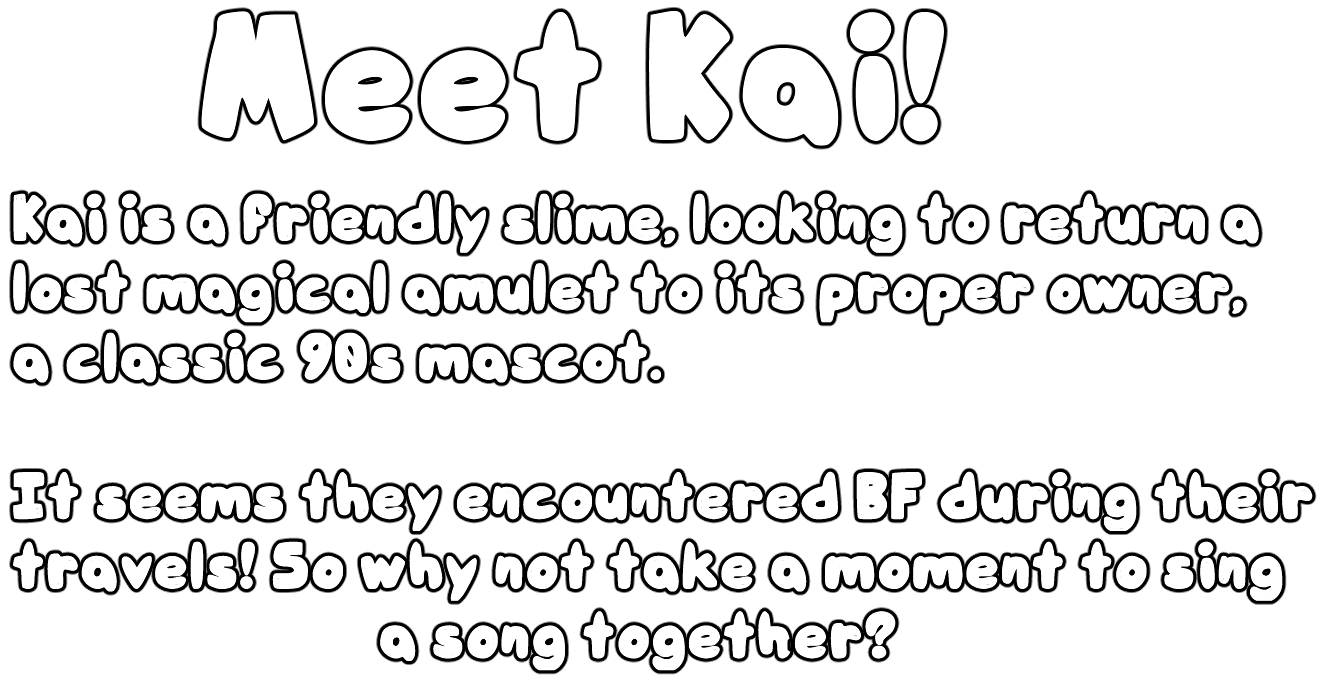 Meet Kai!
Kai is a friendly slime, looking to return a
lost magical amulet to its proper owner,
a classic 90s mascot.
It seems they encountered BF during their
travels! So why not take a moment to sing
a song together?